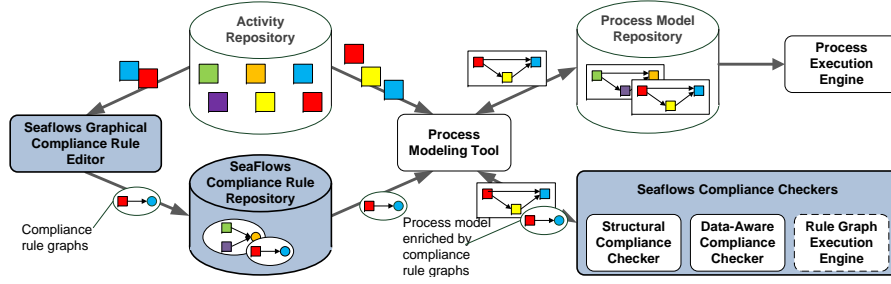 Activity
Repository
Process Model
Repository
Process
Execution
Engine
Seaflows Graphical
Compliance Rule
Editor
Process
Modeling Tool
SeaFlows
Compliance Rule
Repository
Seaflows Compliance Checkers
Compliance
rule graphs
Process model
enriched by
compliance
rule graphs
Structural
Compliance
Checker
Data-Aware
Compliance
Checker
Rule Graph
Execution
Engine